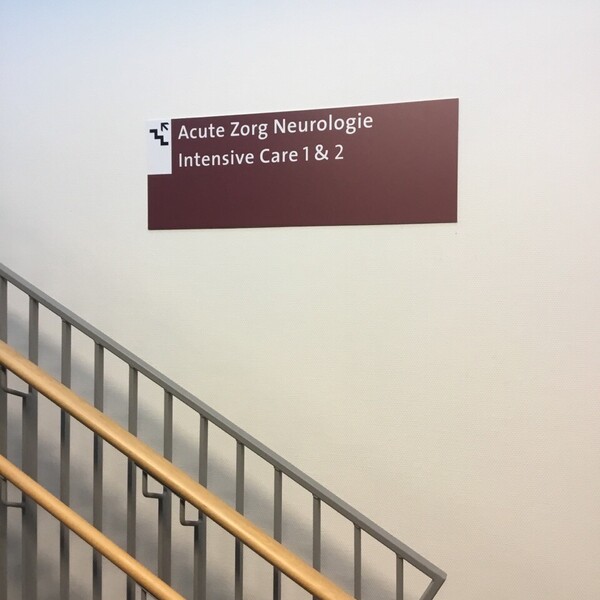 Acute Zorg Neurologie
Intensive Care 1 & 2